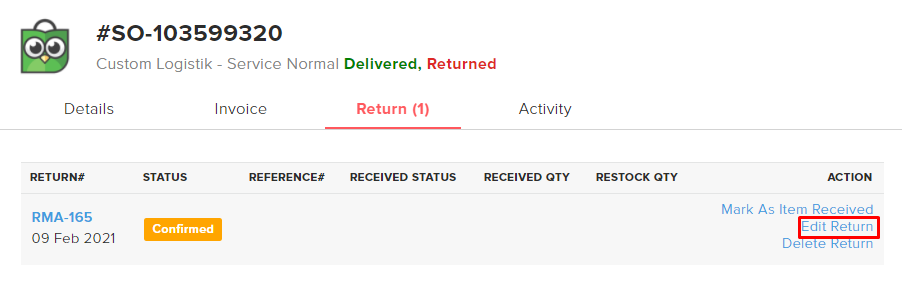 #SO-103599320
Custom Logistik - Service Normal Delivered, Returned
Details Invoice Return (1) Activity
RETURN# STATUS REFERENCE# RECEIVED STATUS RECEIVED QTY RESTOCK QTY ACTION
RMA-165
09 Feb 2021
Confirmed
Mark As Item Received
Edit Return
Delete Return